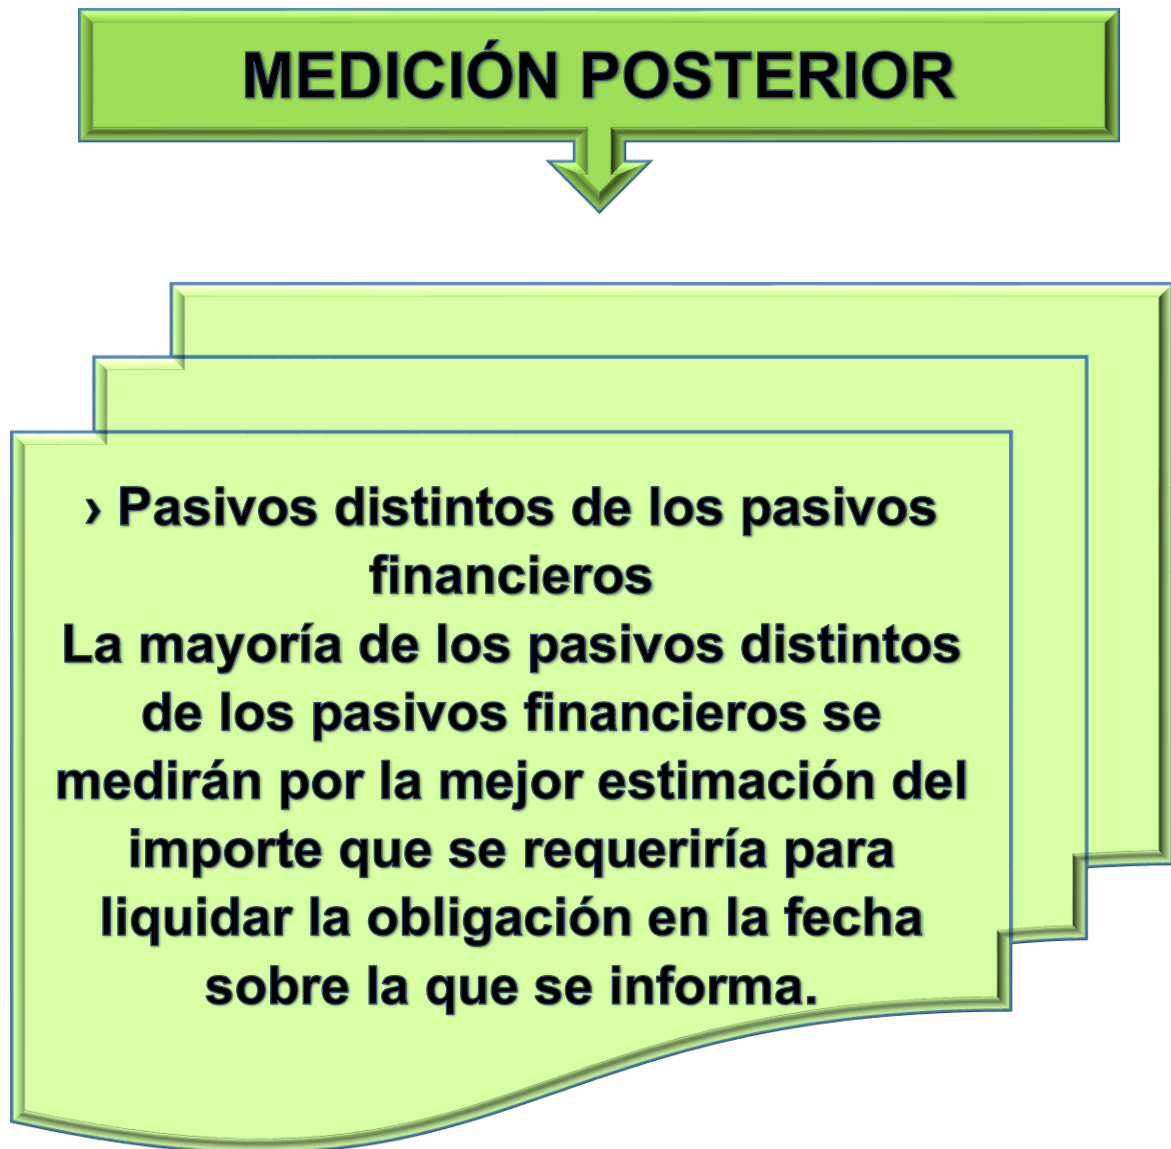 MEDICIÓN POSTERIOR
› Pasivos distintos de los pasivos
financieros
La mayoría de los pasivos distintos
de los pasivos financieros se
medirán por la mejor estimación del
importe que se requeriría para
liquidar la obligación en la fecha
sobre la que se informa.